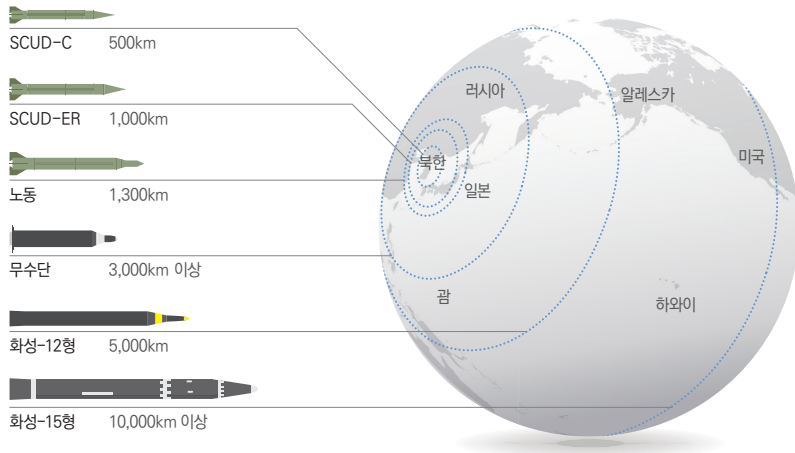 SCUD-C 500km
SCUD-ER 1,000km
노동 1,300km
무수단 3,000km 이상
화성-12형 5,000km
화성-15형 10,000km 이상
러시아
알래스카
북한
미국
일본
괌
하와이